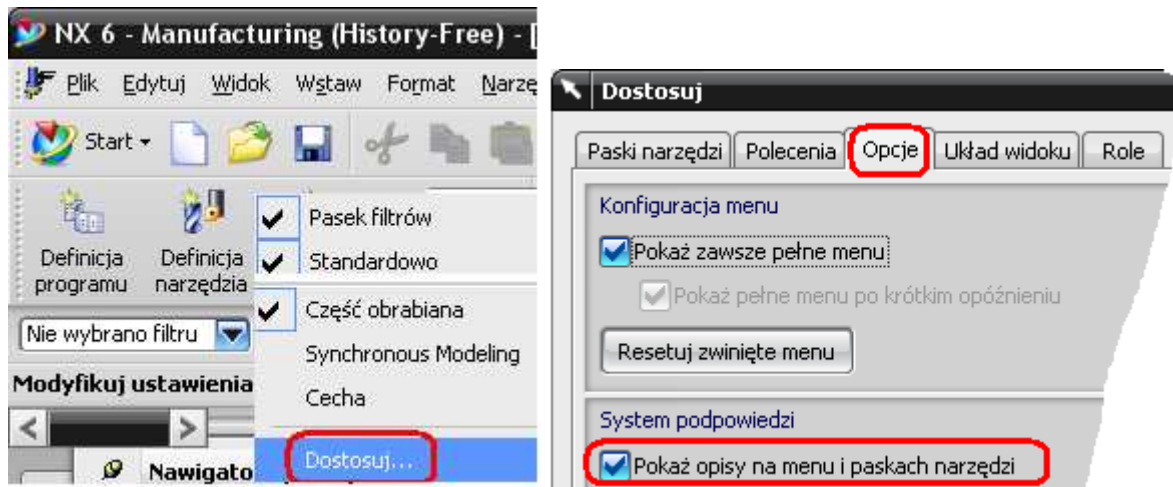 NX 6 - Manufacturing (History-Free) - [
Plik Edytuj Widok Wstaw Format Narzę
Start
Definicja programu
Definicja narzędzia
Nie wybrano filtru
Modyfikuj ustawienia
Nawigato
Pasek filtrów
Standardowo
Część obrabiana
Synchronous Modeling
Cecha
Dostosuj...
Dostosuj
Paski narzędzi Polecenia Opcje Układ widoku Role
Konfiguracja menu
Pokaż zawsze pełne menu
Pokaż pełne menu po krótkim opóźnieniu
Resetuj zwinięte menu
System podpowiedzi
Pokaż opisy na menu i paskach narzędzi